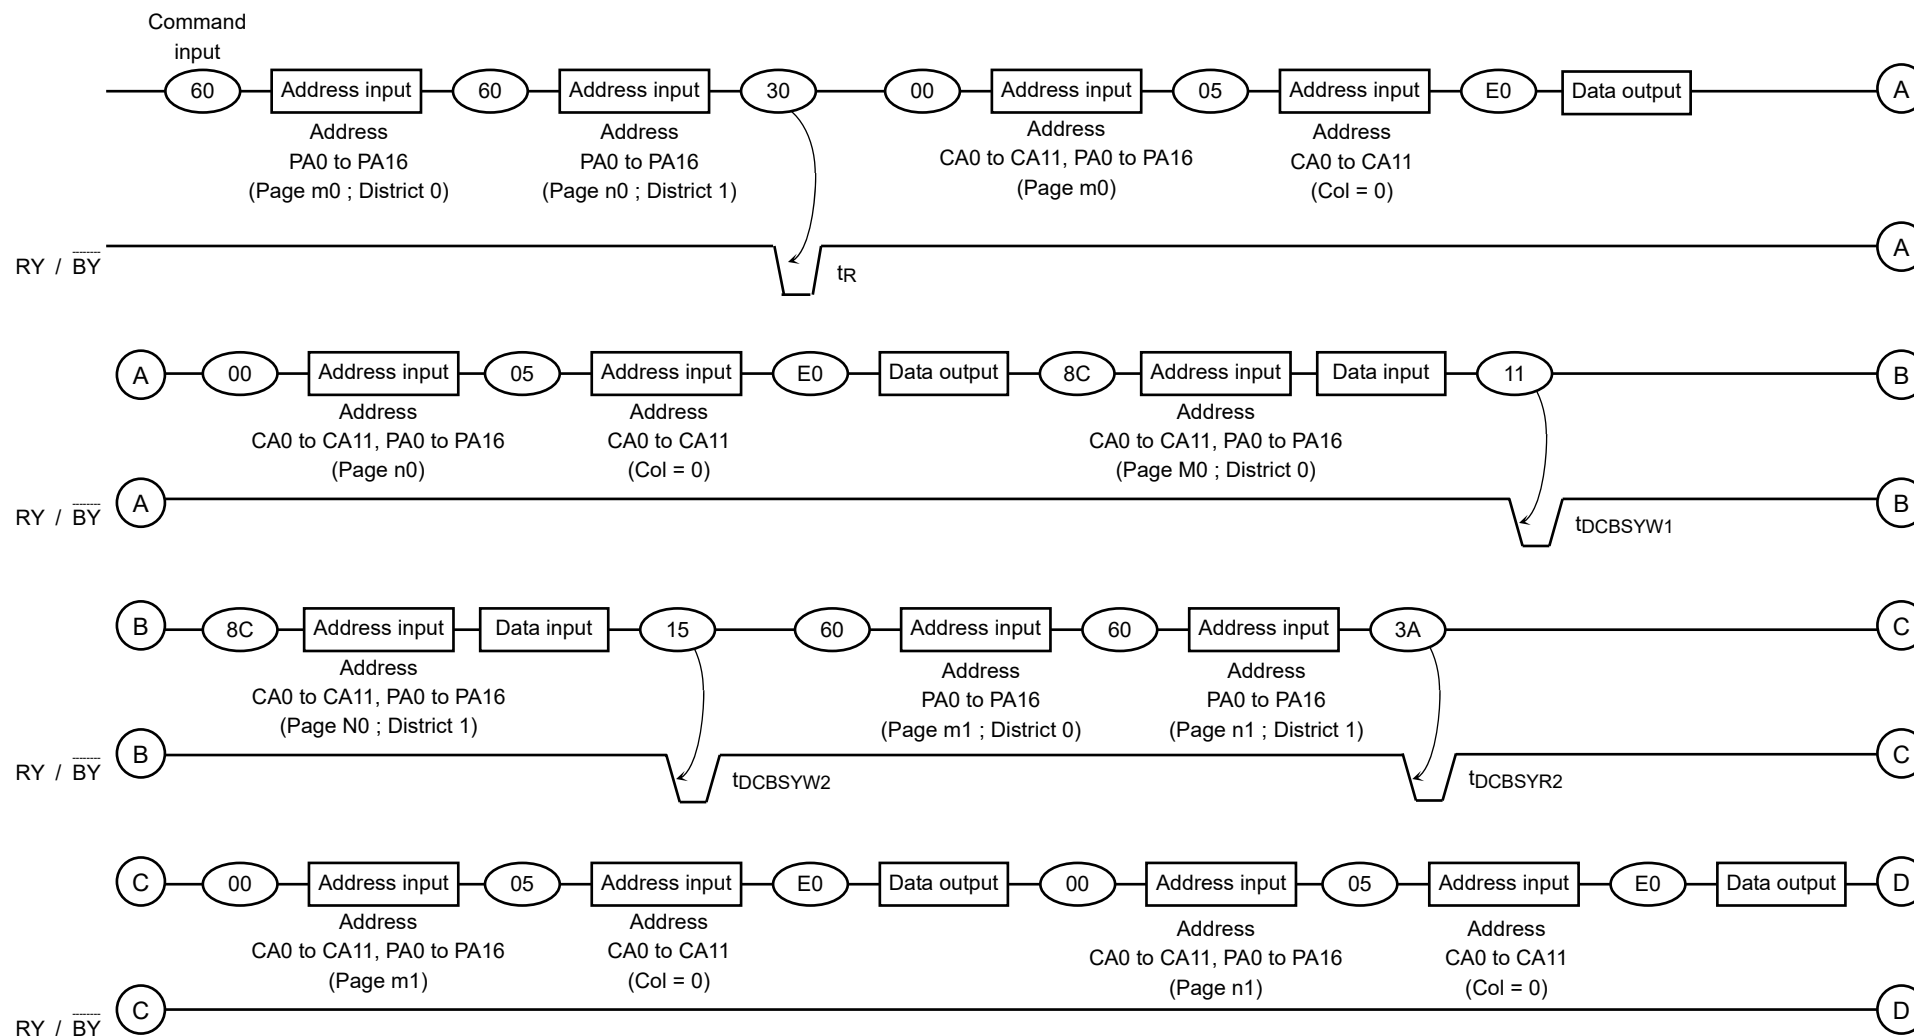 Command
input
60 Address input 60 Address input 30 00 Address input 05 Address input E0 Data output A
Address
PA0 to PA16
(Page m0 ; District 0)
Address
PA0 to PA16
(Page n0 ; District 1)
Address
CA0 to CA11, PA0 to PA16
(Page m0)
Address
CA0 to CA11
(Col = 0)
RY / BY tR A
A 00 Address input 05 Address input E0 Data output 8C Address input Data input 11 B
Address
CA0 to CA11, PA0 to PA16
(Page n0)
Address
CA0 to CA11
(Col = 0)
Address
CA0 to CA11, PA0 to PA16
(Page M0 ; District 0)
RY / BY A tDCBSYW1 B
B 8C Address input Data input 15 60 Address input 60 Address input 3A C
Address
CA0 to CA11, PA0 to PA16
(Page N0 ; District 1)
Address
PA0 to PA16
(Page m1 ; District 0)
Address
PA0 to PA16
(Page n1 ; District 1)
RY / BY B tDCBSYW2 tDCBSYR2 C
C 00 Address input 05 Address input E0 Data output 00 Address input 05 Address input E0 Data output D
Address
CA0 to CA11, PA0 to PA16
(Page m1)
Address
CA0 to CA11
(Col = 0)
Address
CA0 to CA11, PA0 to PA16
(Page n1)
Address
CA0 to CA11
(Col = 0)
RY / BY C D